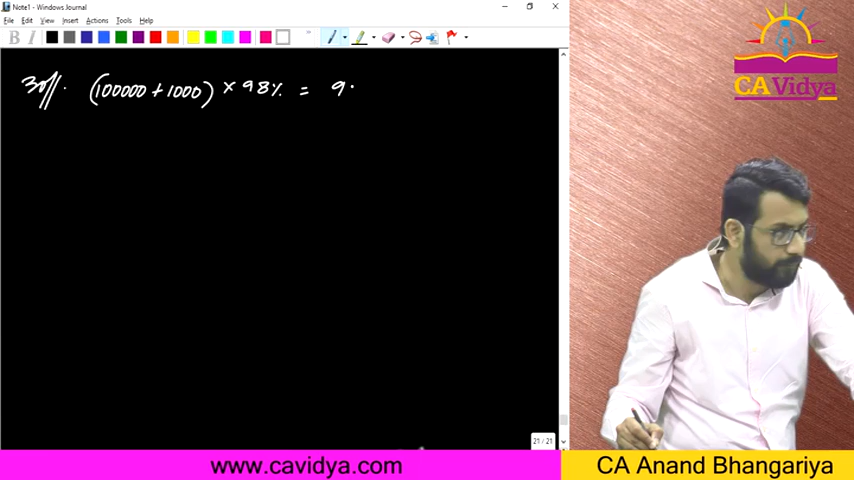 Note1 - Windows Journal
File Edit View Insert Actions Tools Help
B I
(100000 + 1000) × 98% = 9
21 / 21
CA Vidya
www.cavidya.com
CA Anand Bhangariya